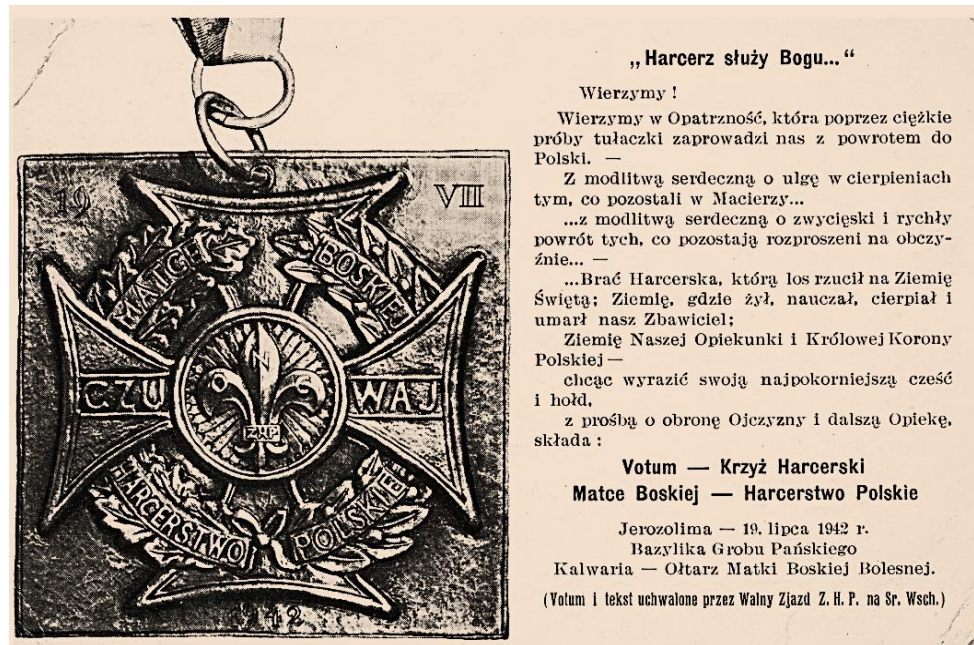 19
VIII
MATCE
BOSKIEJ
CZU
WAJ
O N C
ZHP
HARCERSTWO
POLSKIE
1942
„Harcerz służy Bogu...“
Wierzymy !
Wierzymy w Opatrzność, która poprzez ciężkie
próby tułaczki zaprowadzi nas z powrotem do
Polski. —
Z modlitwą serdeczną o ulgę w cierpieniach
tym, co pozostali w Macierzy...
...z modlitwą serdeczną o zwycięski i rychły
powrót tych, co pozostają rozproszeni na obczy-
źnie... —
...Brać Harcerska, którą los rzucił na Ziemię
Świętą; Ziemię, gdzie żył, nauczał, cierpiał i
umarł nasz Zbawiciel;
Ziemię Naszej Opiekunki i Królowej Korony
Polskiej —
chcąc wyrazić swoją najpokorniejszą cześć
i hołd,
z prośbą o obronę Ojczyzny i dalszą Opiekę,
składa :
Votum — Krzyż Harcerski
Matce Boskiej — Harcerstwo Polskie
Jerozolima — 19. lipca 1942 r.
Bazylika Grobu Pańskiego
Kalwaria — Ołtarz Matki Boskiej Bolesnej.
(Votum i tekst uchwalone przez Walny Zjazd Z. H. P. na Sr. Wsch.)